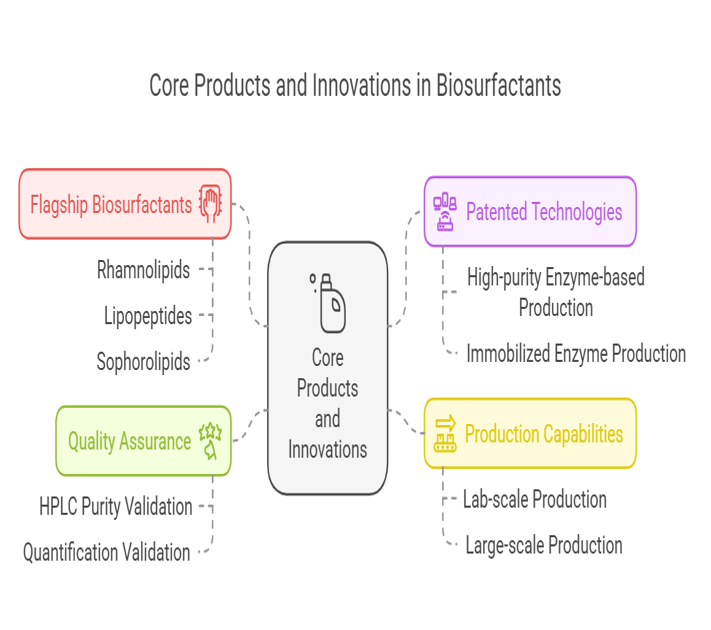 Core Products and Innovations in Biosurfactants
Flagship Biosurfactants
Rhamnolipids
Lipopeptides
Sophorolipids
Quality Assurance
HPLC Purity Validation
Quantification Validation
Core
Products
and
Innovations
Patented Technologies
High-purity Enzyme-based
Production
Immobilized Enzyme Production
Production Capabilities
Lab-scale Production
Large-scale Production